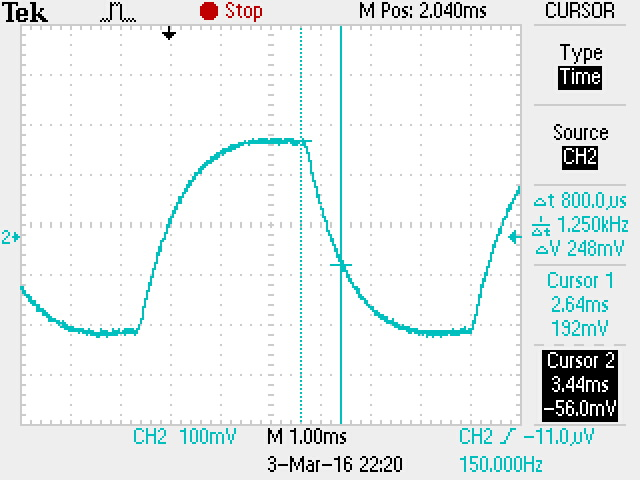 Tek Stop M Pos: 2.040ms CURSOR
Type
Time
Source
CH2
Δt 800.0µs
1/Δt 1.250kHz
ΔV 248mV
Cursor 1
2.64ms
192mV
Cursor 2
3.44ms
-56.0mV
2
CH2 100mV M 1.00ms CH2 -11.0µV
3-Mar-16 22:20 150.000Hz